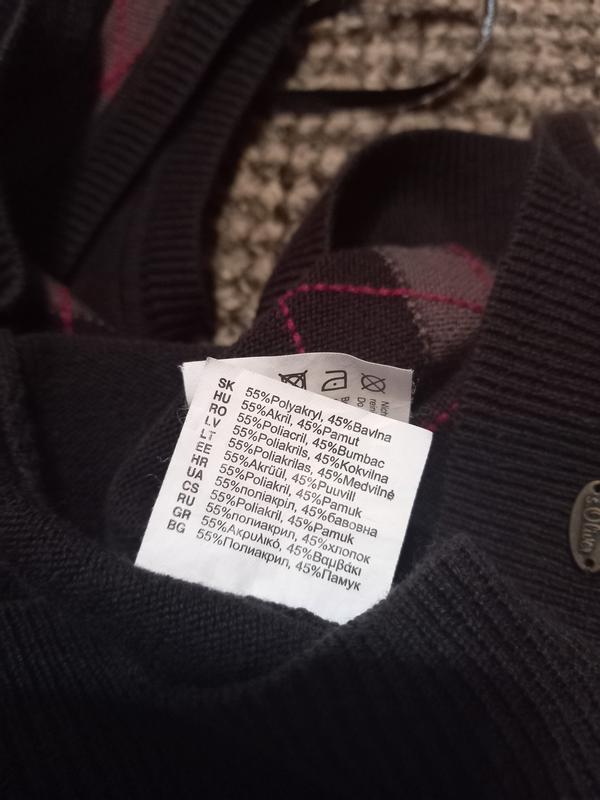 SK 55%Polyakryl, 45%Bavlna
HU 55%Akril, 45%Pamut
RO 55%Poliacril, 45%Bumbac
LV 55%Poliakrils, 45%Kokvilna
LT 55%Poliakrilas, 45%Medvilnė
EE 55%Akrüül, 45%Puuvill
HR 55%Poliakril, 45%Pamuk
UA 55%поліакріл, 45%бавовна
CS 55%Poliakril, 45%Pamuk
RU 55%полиакрил, 45%хлопок
GR 55%Ακρυλικό, 45%Βαμβάκι
BG 55%Полиакрил, 45%Памук